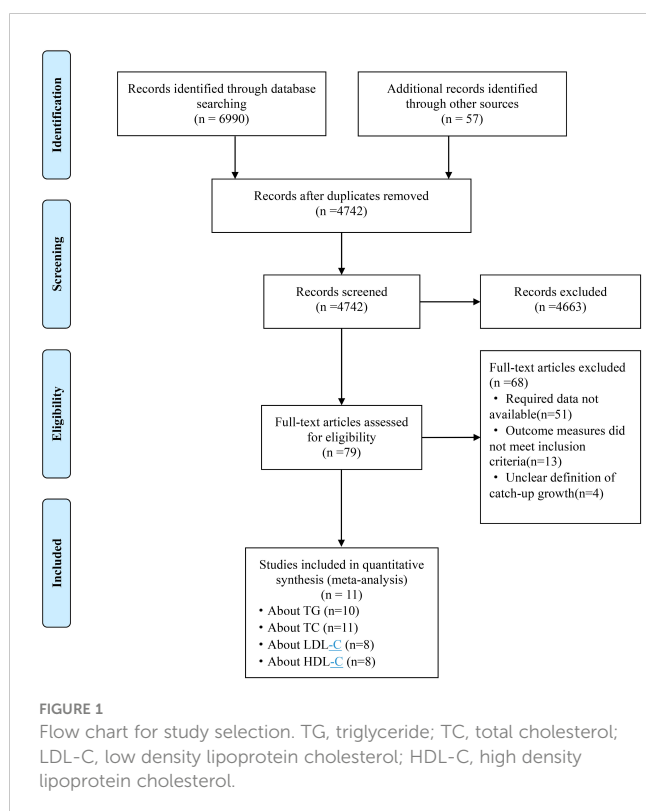 Identification
Records identified through database
searching
(n = 6990)
Additional records identified
through other sources
(n = 57)
Records after duplicates removed
(n =4742)
Screening
Records screened
(n =4742)
Records excluded
(n =4663)
Eligibility
Full-text articles assessed
for eligibility
(n =79)
Full-text articles excluded
(n =68)
• Required data not
available(n=51)
• Outcome measures did
not meet inclusion
criteria(n=13)
• Unclear definition of
catch-up growth(n=4)
Included
Studies included in quantitative
synthesis (meta-analysis)
(n = 11)
• About TG (n=10)
• About TC (n=11)
• About LDL-C (n=8)
• About HDL-C (n=8)
FIGURE 1
Flow chart for study selection. TG, triglyceride; TC, total cholesterol;
LDL-C, low density lipoprotein cholesterol; HDL-C, high density
lipoprotein cholesterol.